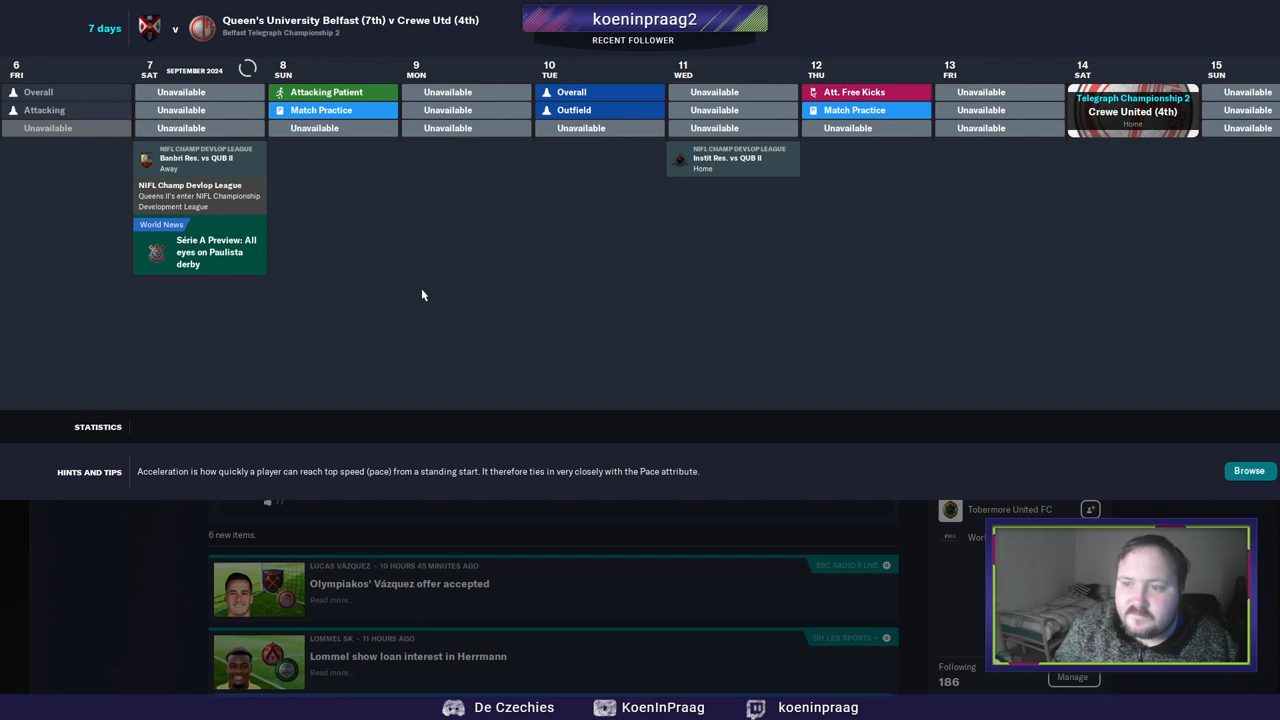 7 days
v
Queen's University Belfast (7th) v Crewe Utd (4th)
Belfast Telegraph Championship 2
koeninpraag2
RECENT FOLLOWER
6
FRI
7
SAT
SEPTEMBER 2024
8
SUN
9
MON
10
TUE
11
WED
12
THU
13
FRI
14
SAT
15
SUN
Overall
Unavailable
Attacking Patient
Unavailable
Overall
Unavailable
Att. Free Kicks
Unavailable
Telegraph Championship 2
Crewe United (4th)
Home
Unavailable
Attacking
Unavailable
Match Practice
Unavailable
Outfield
Unavailable
Match Practice
Unavailable
Unavailable
Unavailable
Unavailable
Unavailable
Unavailable
Unavailable
Unavailable
Unavailable
Unavailable
Unavailable
NIFL CHAMP DEVLOP LEAGUE
Banbri Res. vs QUB II
Away
NIFL Champ Devlop League
Queens II's enter NIFL Championship
Development League
World News
Série A Preview: All
eyes on Paulista
derby
NIFL CHAMP DEVLOP LEAGUE
Instit Res. vs QUB II
Home
STATISTICS
HINTS AND TIPS
Acceleration is how quickly a player can reach top speed (pace) from a standing start. It therefore ties in very closely with the Pace attribute.
Browse
77
Tobermore United FC
6 new items.
LUCAS VÁZQUEZ - 10 HOURS 45 MINUTES AGO
BBC RADIO 5 LIVE
Olympiakos' Vázquez offer accepted
Read more...
LOMMEL SK - 11 HOURS AGO
DH LES SPORTS +
Lommel show loan interest in Herrmann
Read more...
Following
186
Manage
De Czechies
KoenInPraag
koeninpraag